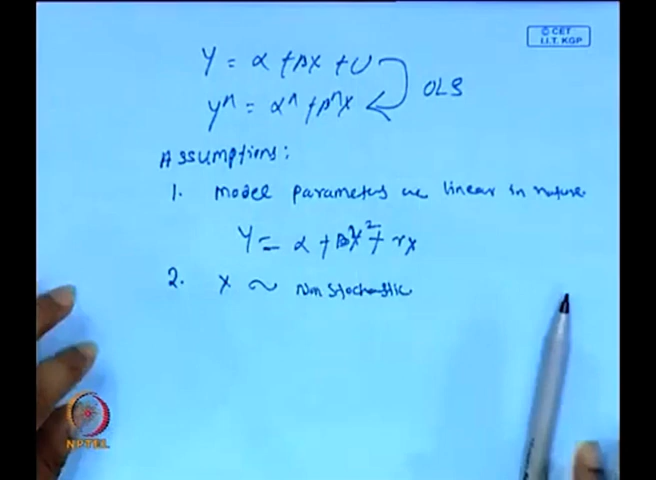 © CET
I.I.T. KGP
Y = α + βX + U
Y^ = α^ + β^X
OLS
Assumptions:
1. Model parameters are linear in nature.
Y = α + βX² + γX
2. X ~ Non Stochastic
NPTEL